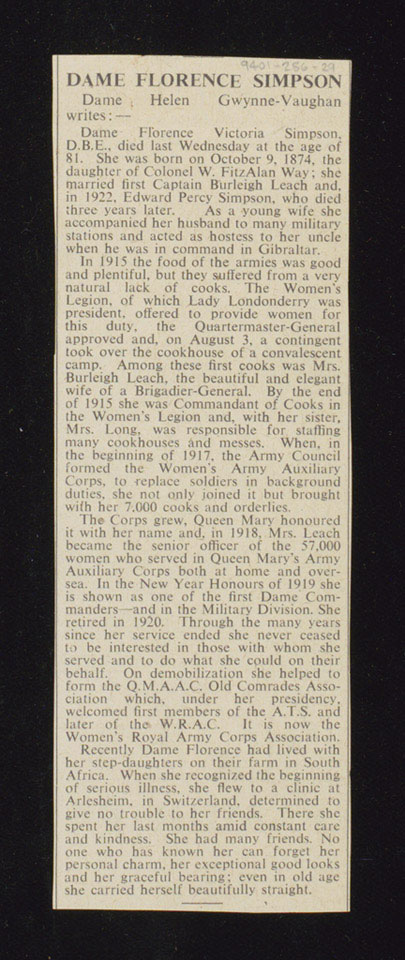 9401-256-29
DAME FLORENCE SIMPSON
Dame Helen Gwynne-Vaughan
writes:—
Dame Florence Victoria Simpson,
D.B.E., died last Wednesday at the age of
81. She was born on October 9, 1874, the
daughter of Colonel W. FitzAlan Way; she
married first Captain Burleigh Leach and,
in 1922, Edward Percy Simpson, who died
three years later. As a young wife she
accompanied her husband to many military
stations and acted as hostess to her uncle
when he was in command in Gibraltar.
In 1915 the food of the armies was good
and plentiful, but they suffered from a very
natural lack of cooks. The Women's
Legion, of which Lady Londonderry was
president, offered to provide women for
this duty, the Quartermaster-General
approved and, on August 3, a contingent
took over the cookhouse of a convalescent
camp. Among these first cooks was Mrs.
Burleigh Leach, the beautiful and elegant
wife of a Brigadier-General. By the end
of 1915 she was Commandant of Cooks in
the Women's Legion and, with her sister,
Mrs. Long, was responsible for staffing
many cookhouses and messes. When, in
the beginning of 1917, the Army Council
formed the Women's Army Auxiliary
Corps, to replace soldiers in background
duties, she not only joined it but brought
with her 7,000 cooks and orderlies.
The Corps grew, Queen Mary honoured
it with her name and, in 1918, Mrs. Leach
became the senior officer of the 57,000
women who served in Queen Mary's Army
Auxiliary Corps both at home and over-
sea. In the New Year Honours of 1919 she
is shown as one of the first Dame Com-
manders—and in the Military Division. She
retired in 1920. Through the many years
since her service ended she never ceased
to be interested in those with whom she
served and to do what she could on their
behalf. On demobilization she helped to
form the Q.M.A.A.C. Old Comrades Asso-
ciation which, under her presidency,
welcomed first members of the A.T.S. and
later of the W.R.A.C. It is now the
Women's Royal Army Corps Association.
Recently Dame Florence had lived with
her step-daughters on their farm in South
Africa. When she recognized the beginning
of serious illness, she flew to a clinic at
Arlesheim, in Switzerland, determined to
give no trouble to her friends. There she
spent her last months amid constant care
and kindness. She had many friends. No
one who has known her can forget her
personal charm, her exceptional good looks
and her graceful bearing; even in old age
she carried herself beautifully straight.